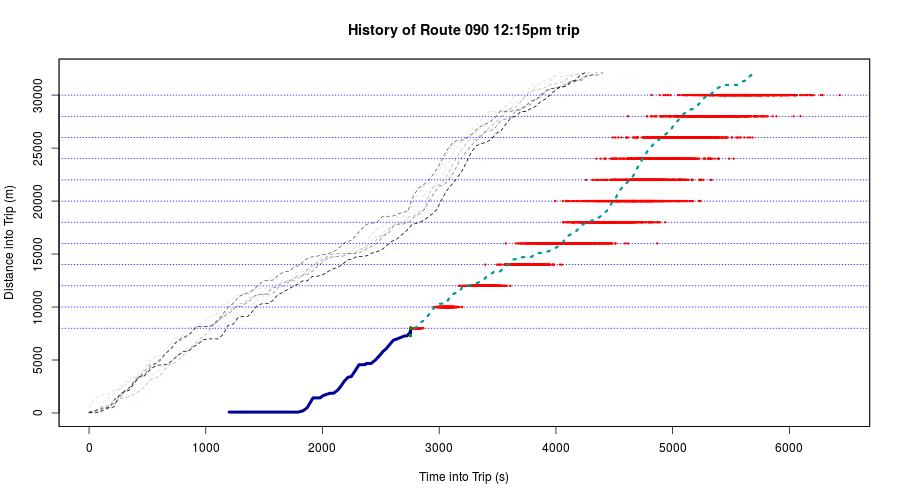 History of Route 090 12:15pm trip
Distance into Trip (m)
30000
25000
20000
15000
10000
5000
0
0 1000 2000 3000 4000 5000 6000
Time into Trip (s)